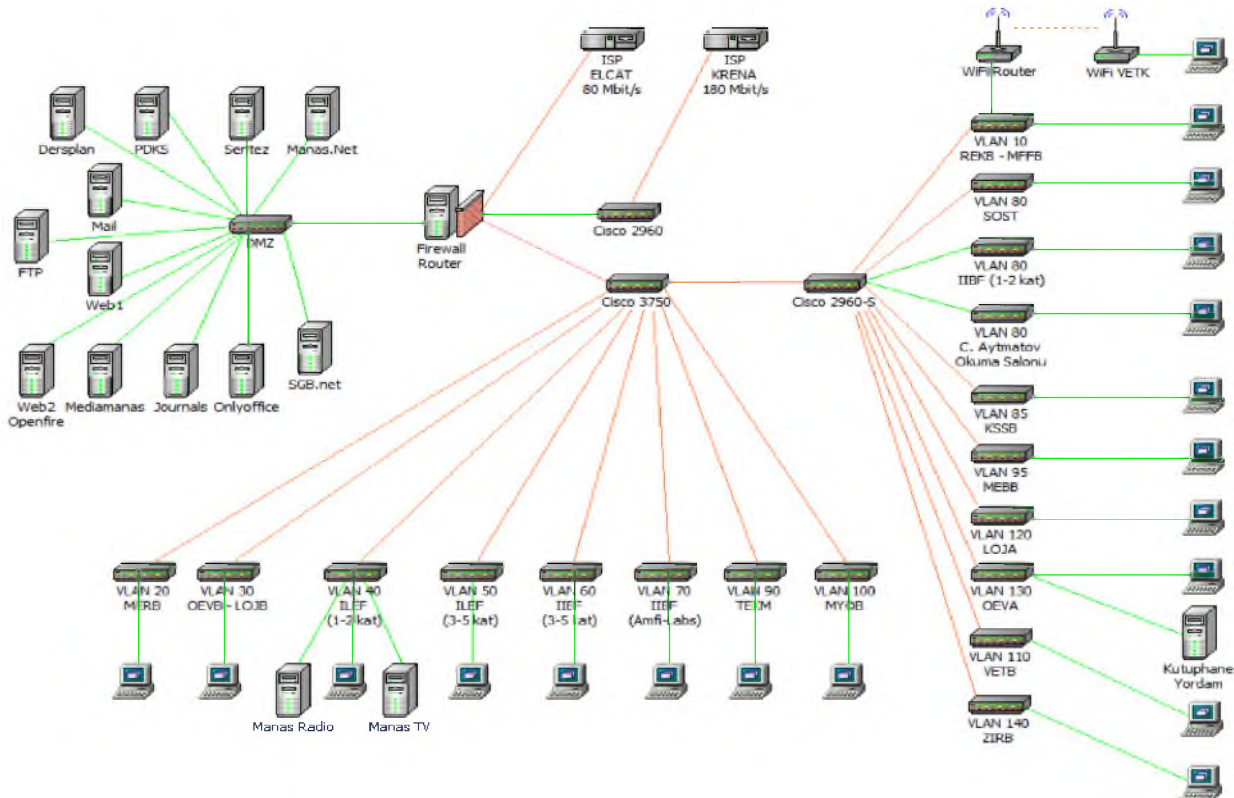 ISP
ELCAT
80 Mbit/s
ISP
KRENA
180 Mbit/s
WiFi Router
WiFi VETK
Dersplan
PDKS
Sentez
Manas.Net
VLAN 10
REKB - MFFB
Mail
VLAN 80
SOST
DMZ
Firewall
Router
Cisco 2960
FTP
Web1
VLAN 80
IIBF (1-2 kat)
Cisco 3750
Cisco 2960-S
VLAN 80
C. Aytmatov
Okuma Salonu
Web2
Openfire
Mediamanas
Journals
Onlyoffice
SGB.net
VLAN 85
KSSB
VLAN 95
MEBB
VLAN 120
LOJA
VLAN 20
MERB
VLAN 30
OEVB - LOJB
VLAN 40
ILEF
(1-2 kat)
VLAN 50
ILEF
(3-5 kat)
VLAN 60
IIBF
(3-5 kat)
VLAN 70
IIBF
(Amfi-Labs)
VLAN 90
TEKM
VLAN 100
MYOB
VLAN 130
OEVA
VLAN 110
VETB
Kutuphane
Yordam
Manas Radio
Manas TV
VLAN 140
ZIRB